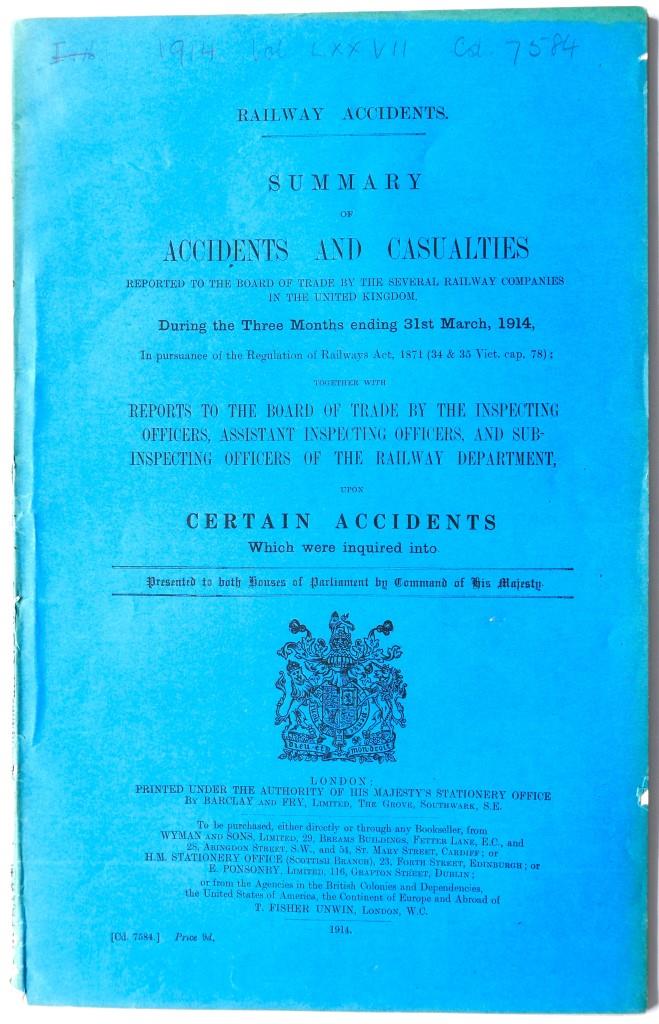 1914 Vol LXXVII Cd. 7584
RAILWAY ACCIDENTS.
SUMMARY
OF
ACCIDENTS AND CASUALTIES
REPORTED TO THE BOARD OF TRADE BY THE SEVERAL RAILWAY COMPANIES
IN THE UNITED KINGDOM,
During the Three Months ending 31st March, 1914,
In pursuance of the Regulation of Railways Act, 1871 (34 & 35 Vict. cap. 78);
TOGETHER WITH
REPORTS TO THE BOARD OF TRADE BY THE INSPECTING
OFFICERS, ASSISTANT INSPECTING OFFICERS, AND SUB-
INSPECTING OFFICERS OF THE RAILWAY DEPARTMENT,
UPON
CERTAIN ACCIDENTS
Which were inquired into.
Presented to both Houses of Parliament by Command of His Majesty.
DIEU ET MON DROIT
LONDON:
PRINTED UNDER THE AUTHORITY OF HIS MAJESTY'S STATIONERY OFFICE
BY BARCLAY AND FRY, LIMITED, THE GROVE, SOUTHWARK, S.E.
To be purchased, either directly or through any Bookseller, from
WYMAN AND SONS, LIMITED, 29, BREAMS BUILDINGS, FETTER LANE, E.C., and
28, ABINGDON STREET, S.W., and 54, ST. MARY STREET, CARDIFF; or
H.M. STATIONERY OFFICE (SCOTTISH BRANCH), 23, FORTH STREET, EDINBURGH; or
E. PONSONBY, LIMITED, 116, GRAFTON STREET, DUBLIN;
or from the Agencies in the British Colonies and Dependencies,
the United States of America, the Continent of Europe and Abroad of
T. FISHER UNWIN, LONDON, W.C.
1914.
[Cd. 7584.] Price 9d.